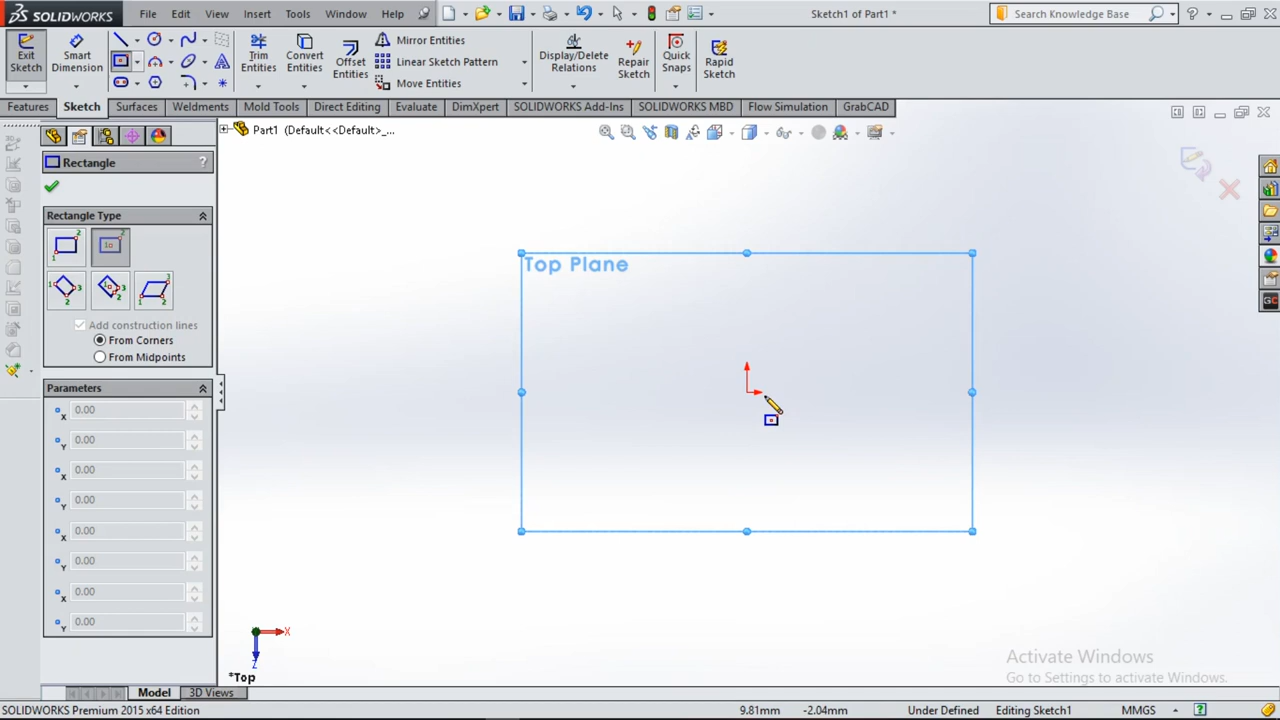 SOLIDWORKS File Edit View Insert Tools Window Help Sketch1 of Part1 * Search Knowledge Base
Exit Sketch
Smart Dimension
Trim Entities
Convert Entities
Offset Entities
Mirror Entities
Linear Sketch Pattern
Move Entities
Display/Delete Relations
Repair Sketch
Quick Snaps
Rapid Sketch
Features Sketch Surfaces Weldments Mold Tools Direct Editing Evaluate DimXpert SOLIDWORKS Add-Ins SOLIDWORKS MBD Flow Simulation GrabCAD
Part1 (Default<<Default>_...
Rectangle ?
Rectangle Type
Add construction lines
From Corners
From Midpoints
Parameters
X 0.00
Y 0.00
X 0.00
Y 0.00
X 0.00
Y 0.00
X 0.00
Y 0.00
Top Plane
X
Z
*Top
Activate Windows
Go to Settings to activate Windows.
Model 3D Views
SOLIDWORKS Premium 2015 x64 Edition 9.81mm -2.04mm Under Defined Editing Sketch1 MMGS